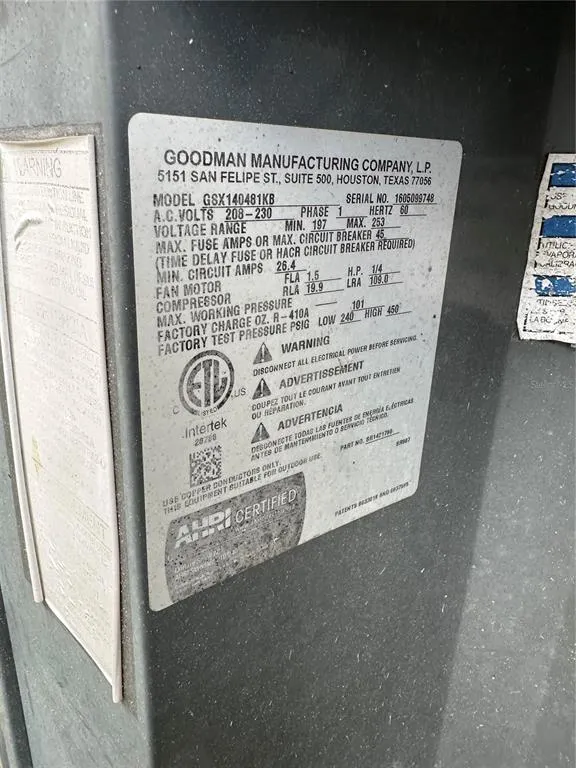 GOODMAN MANUFACTURING COMPANY, L.P.
5151 SAN FELIPE ST., SUITE 500, HOUSTON, TEXAS 77056
MODEL GSX140481KB SERIAL NO. 1605099748
A.C.VOLTS 208-230 PHASE 1 HERTZ 60
VOLTAGE RANGE MIN. 197 MAX. 253
MAX. FUSE AMPS OR MAX. CIRCUIT BREAKER 45
(TIME DELAY FUSE OR HACR CIRCUIT BREAKER REQUIRED)
MIN. CIRCUIT AMPS 26.4
FAN MOTOR FLA 1.5 H.P. 1/4
COMPRESSOR RLA 19.9 LRA 109.0
MAX. WORKING PRESSURE
FACTORY CHARGE OZ. R-410A 101
FACTORY TEST PRESSURE PSIG LOW 240 HIGH 450
WARNING
DISCONNECT ALL ELECTRICAL POWER BEFORE SERVICING.
ADVERTISSEMENT
COUPEZ TOUT LE COURANT AVANT TOUT ENTRETIEN
OU RÉPARATION.
ADVERTENCIA
DESCONECTE TODAS LAS FUENTES DE ENERGÍA ELÉCTRICAS
ANTES DE MANTENIMIENTO O SERVICIO TÉCNICO.
C ETL US
LISTED
Intertek
USE COPPER CONDUCTORS ONLY.
THIS EQUIPMENT SUITABLE FOR OUTDOOR USE.
PART NO.
AHRI CERTIFIED
WARNING